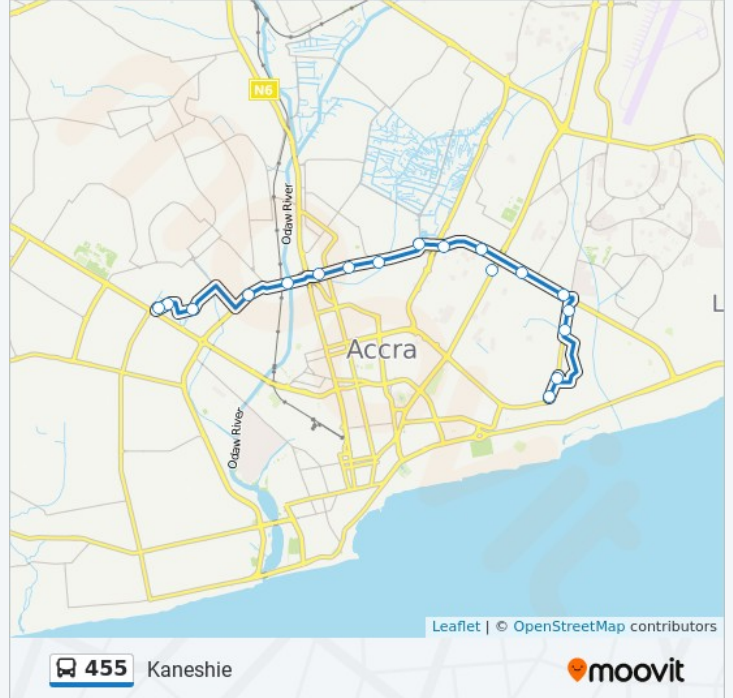 N6
Odaw River
Accra
L
Odaw River
Leaflet | © OpenStreetMap contributors
455 Kaneshie
moovit